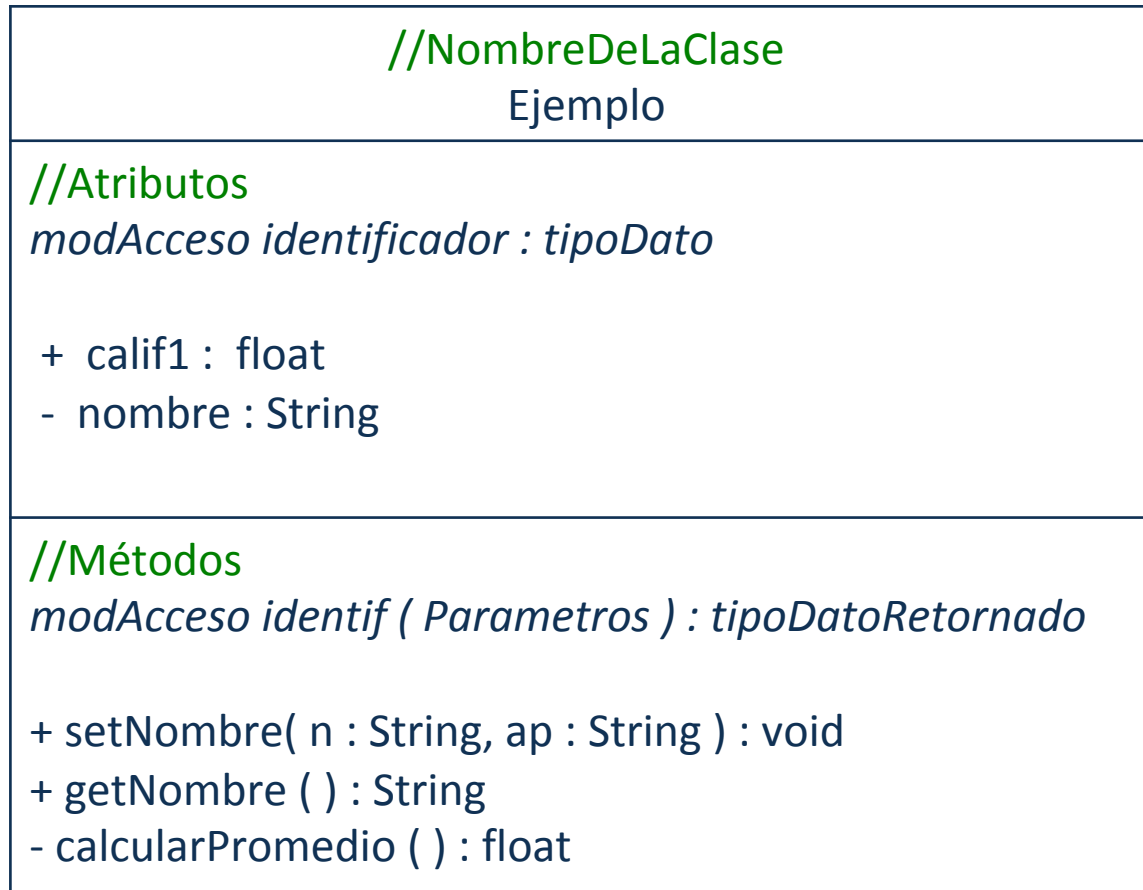 //NombreDeLaClase
Ejemplo
//Atributos
modAcceso identificador : tipoDato
+ calif1 : float
- nombre : String
//Métodos
modAcceso identif ( Parametros ) : tipoDatoRetornado
+ setNombre( n : String, ap : String ) : void
+ getNombre ( ) : String
- calcularPromedio ( ) : float